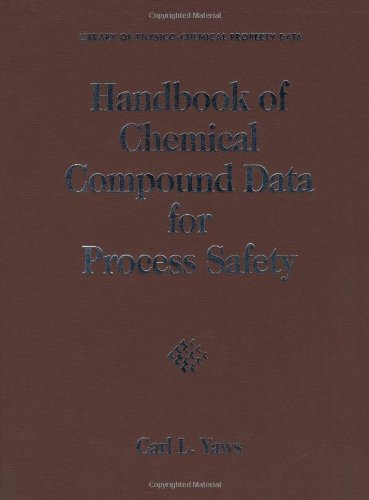 LIBRARY OF PHYSICO-CHEMICAL PROPERTY DATA
Handbook of
Chemical
Compound Data
for
Process Safety
Carl L. Yaws